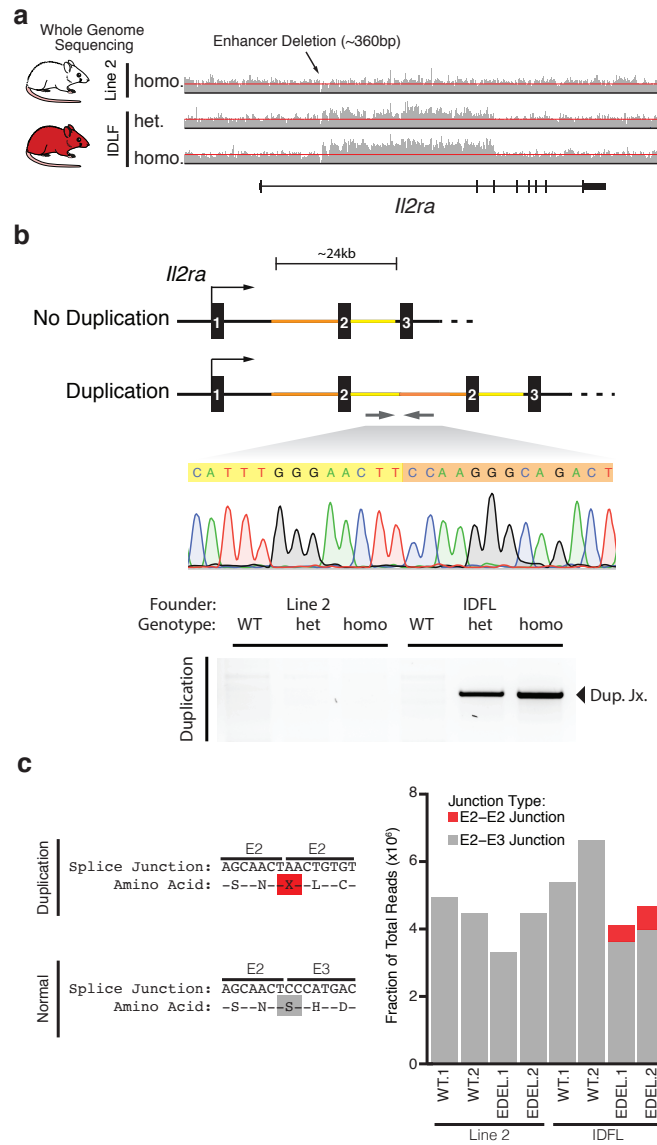 a
Whole Genome
Sequencing
Enhancer Deletion (~360bp)
Line 2
homo.
IDLF
het.
homo.
Il2ra
b
~24kb
Il2ra
No Duplication
1
2
3
Duplication
1
2
2
3
C A T T T G G G A A C T T C C A A G G G C A G A C T
Founder:
Line 2
IDFL
Genotype:
WT
het
homo
WT
het
homo
Duplication
Dup. Jx.
c
Duplication
E2
E2
Splice Junction: AGCAACTAACTGTGT
Amino Acid: –S––N––X––L––C–
Normal
E2
E3
Splice Junction: AGCAACTCCCATGAC
Amino Acid: –S––N––S––H––D–
Fraction of Total Reads (x10⁶)
8
6
4
2
0
Junction Type:
E2–E2 Junction
E2–E3 Junction
WT.1
WT.2
EDEL.1
EDEL.2
WT.1
WT.2
EDEL.1
EDEL.2
Line 2
IDFL